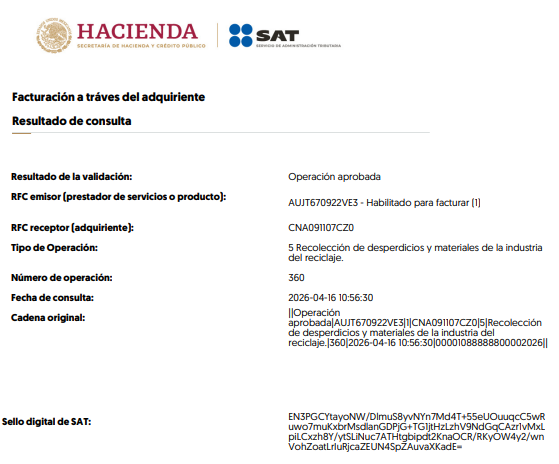 HACIENDA
SECRETARÍA DE HACIENDA Y CRÉDITO PÚBLICO
SAT
SERVICIO DE ADMINISTRACIÓN TRIBUTARIA
Facturación a tráves del adquiriente
Resultado de consulta
Resultado de la validación: Operación aprobada
RFC emisor (prestador de servicios o producto): AUJT670922VE3 - Habilitado para facturar (1)
RFC receptor (adquiriente): CNA091107CZ0
Tipo de Operación: 5 Recolección de desperdicios y materiales de la industria
del reciclaje.
Número de operación: 360
Fecha de consulta: 2026-04-16 10:56:30
Cadena original: ||Operación
aprobada|AUJT670922VE3|1|CNA091107CZ0|5|Recolección
de desperdicios y materiales de la industria del
reciclaje.|360|2026-04-16 10:56:30|00001088888800002026||
Sello digital de SAT: EN3PGCYtayoNW/DlmuS8yvNYn7Md4T+55eUOuuqcC5wR
uwo7muKxbrMsdlanGDPjG+TG1jtHzLzhV9NdGqCAzr1vMxL
piLCxzh8Y/ytSLiNuc7ATHtgbipdt2KnaOCR/RKyOW4y2/wn
VohZoatLrIuRjcaZEUN4SpZAuvaXKadE=